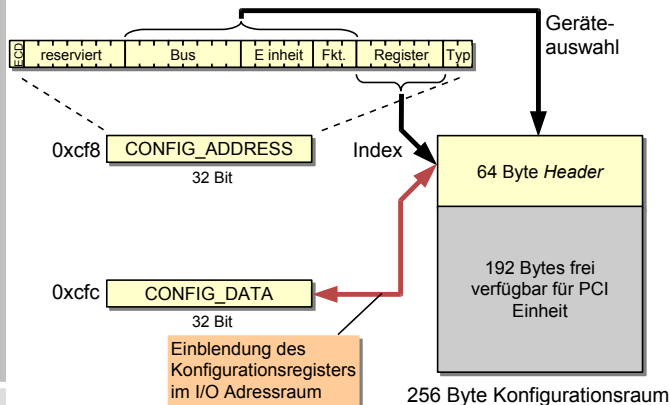 Geräte-
auswahl
ECD reserviert Bus E inheit Fkt. Register Typ
0xcf8 CONFIG_ADDRESS
32 Bit
Index
64 Byte Header
192 Bytes frei
verfügbar für PCI
Einheit
0xcfc CONFIG_DATA
32 Bit
Einblendung des
Konfigurationsregisters
im I/O Adressraum
256 Byte Konfigurationsraum